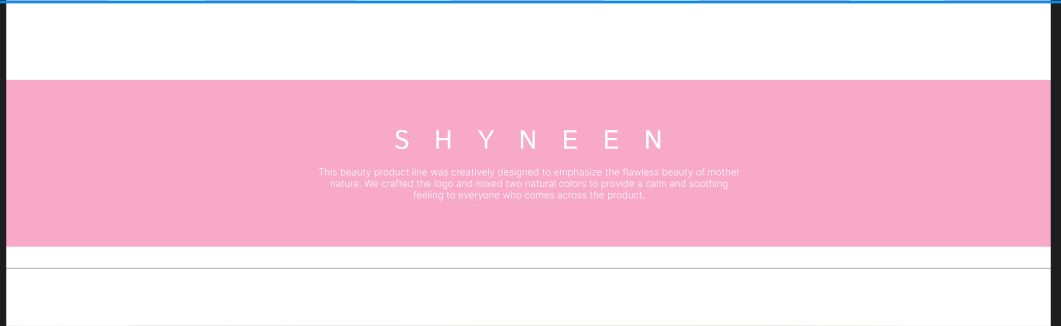 S H Y N E E N
This beauty product line was creatively designed to emphasize the flawless beauty of mother
nature. We crafted the logo and mixed two natural colors to provide a calm and soothing
feeling to everyone who comes across the product.